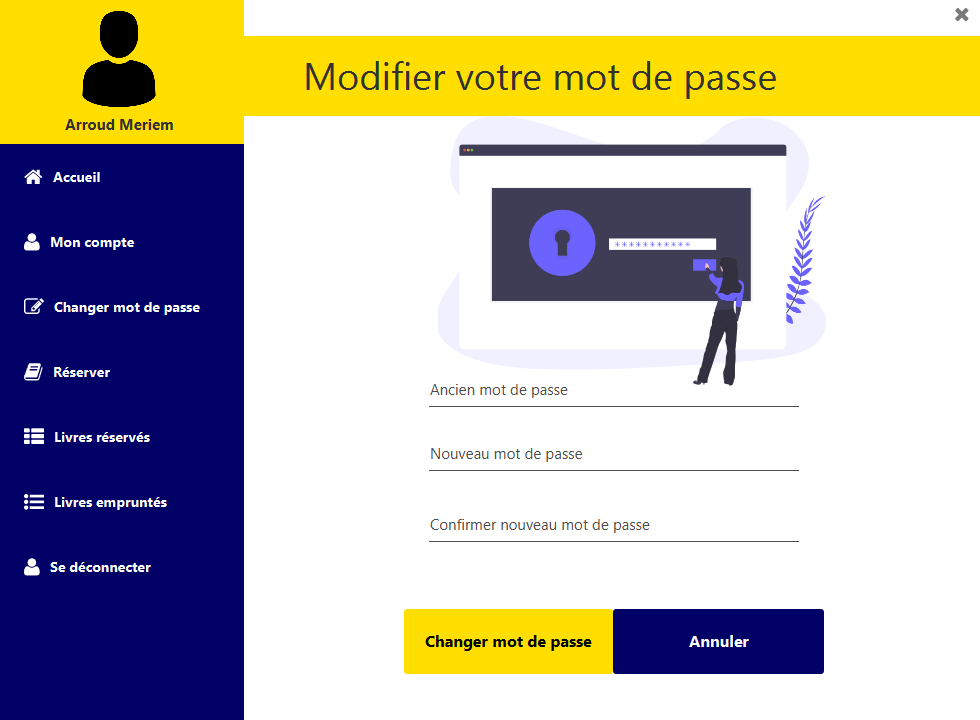 Arroud Meriem
Accueil
Mon compte
Changer mot de passe
Réserver
Livres réservés
Livres empruntés
Se déconnecter
Modifier votre mot de passe
***********
Ancien mot de passe
Nouveau mot de passe
Confirmer nouveau mot de passe
Changer mot de passe
Annuler